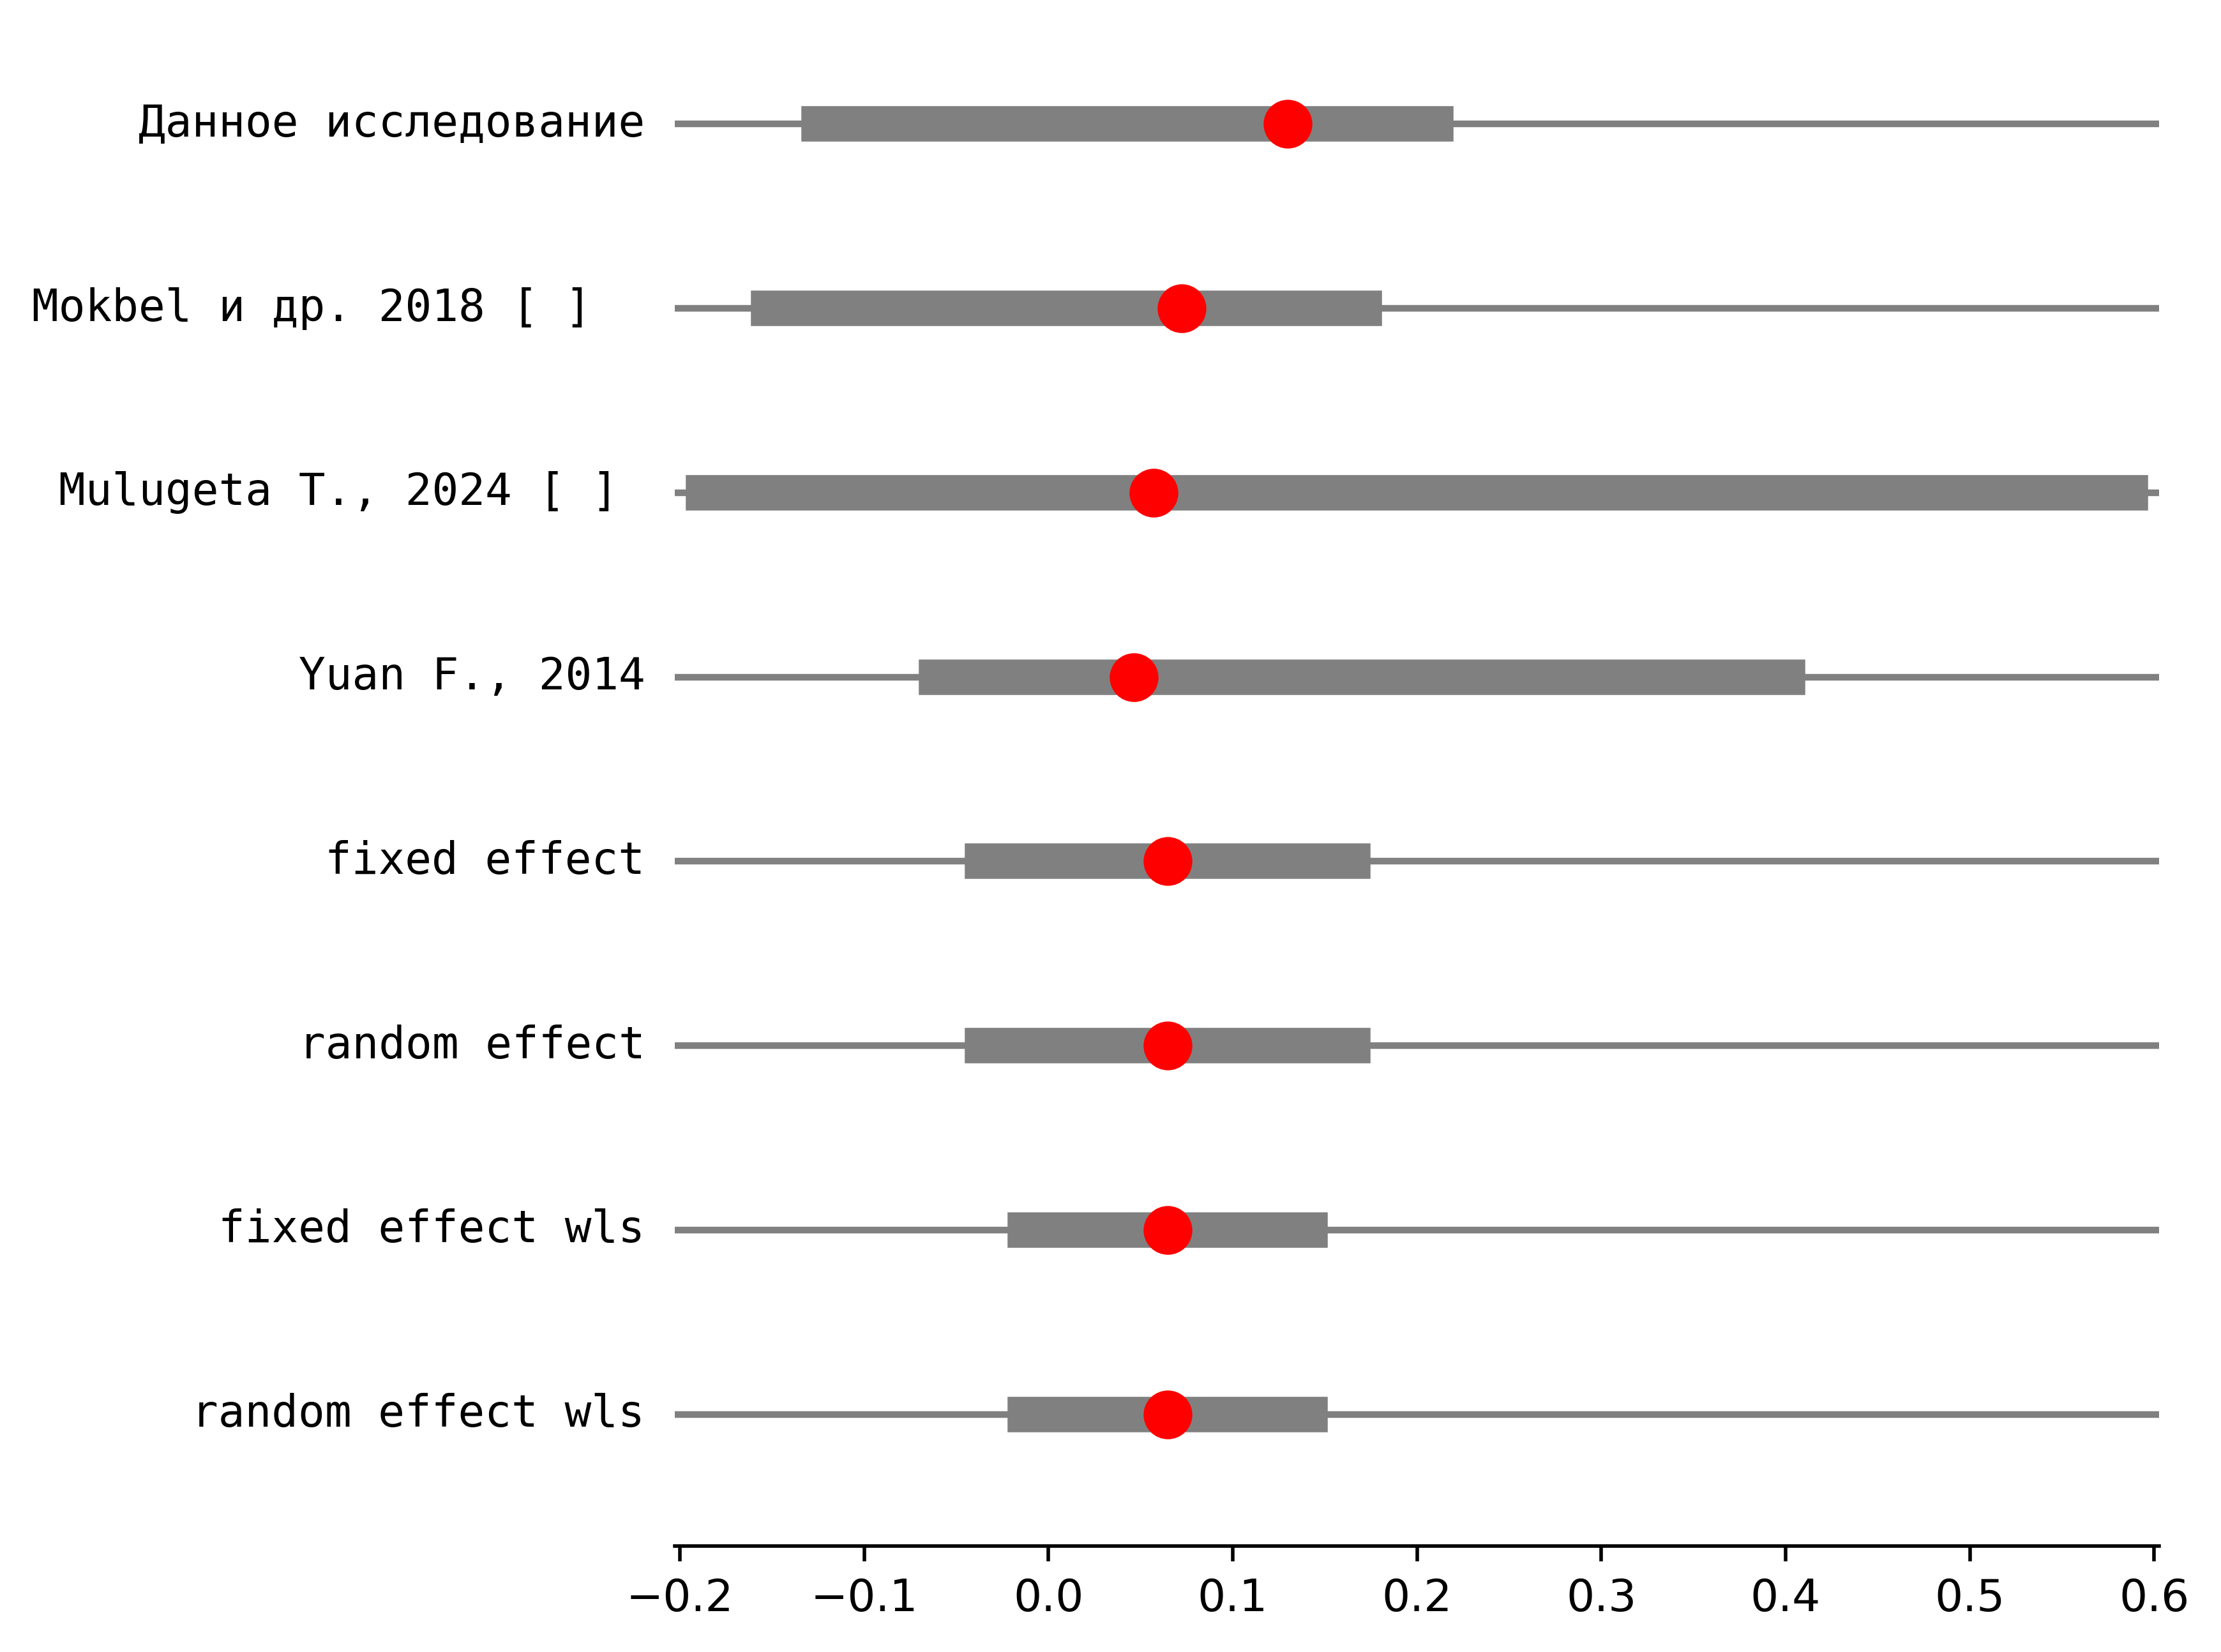 Данное исследование
Mokbel и др. 2018 [ ]
Mulugeta T., 2024 [ ]
Yuan F., 2014
fixed effect
random effect
fixed effect wls
random effect wls
−0.2 −0.1 0.0 0.1 0.2 0.3 0.4 0.5 0.6